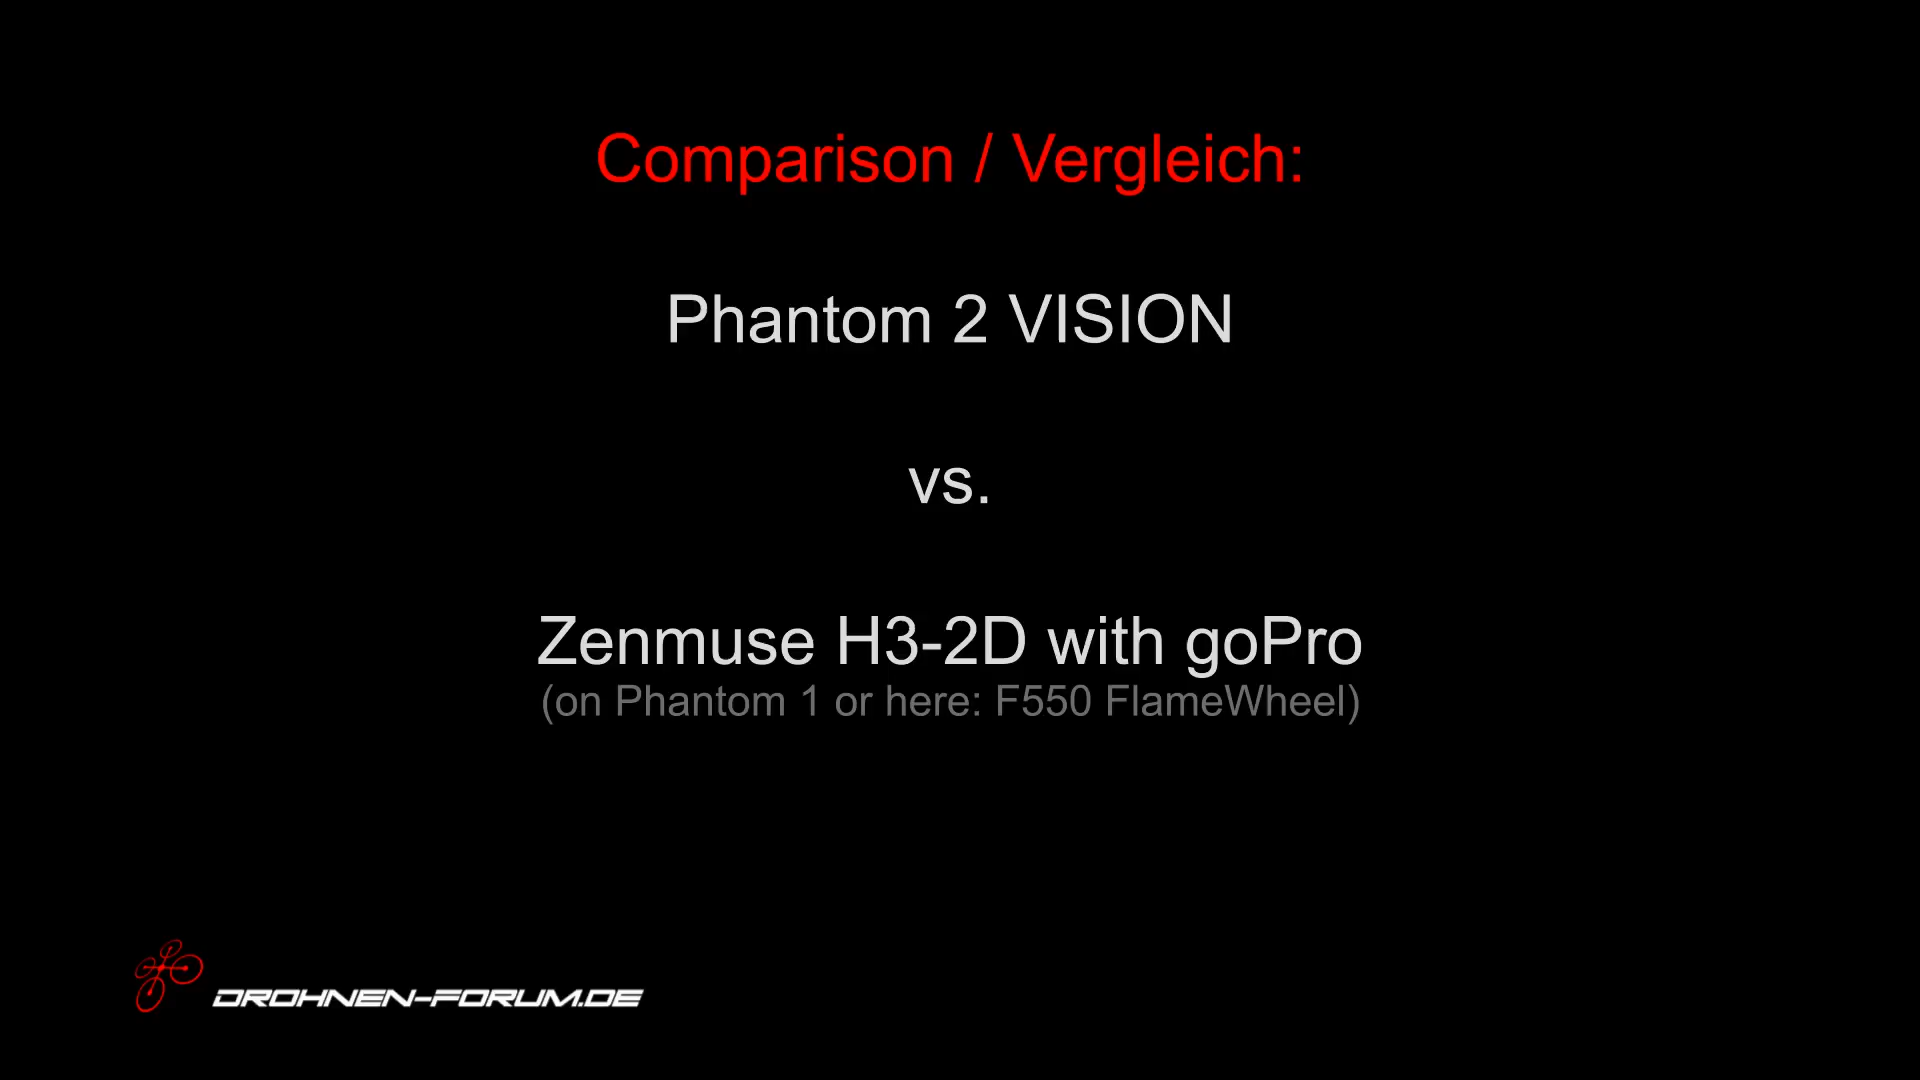 Comparison / Vergleich:
Phantom 2 VISION
vs.
Zenmuse H3-2D with goPro
(on Phantom 1 or here: F550 FlameWheel)
DROHNEN-FORUM.DE